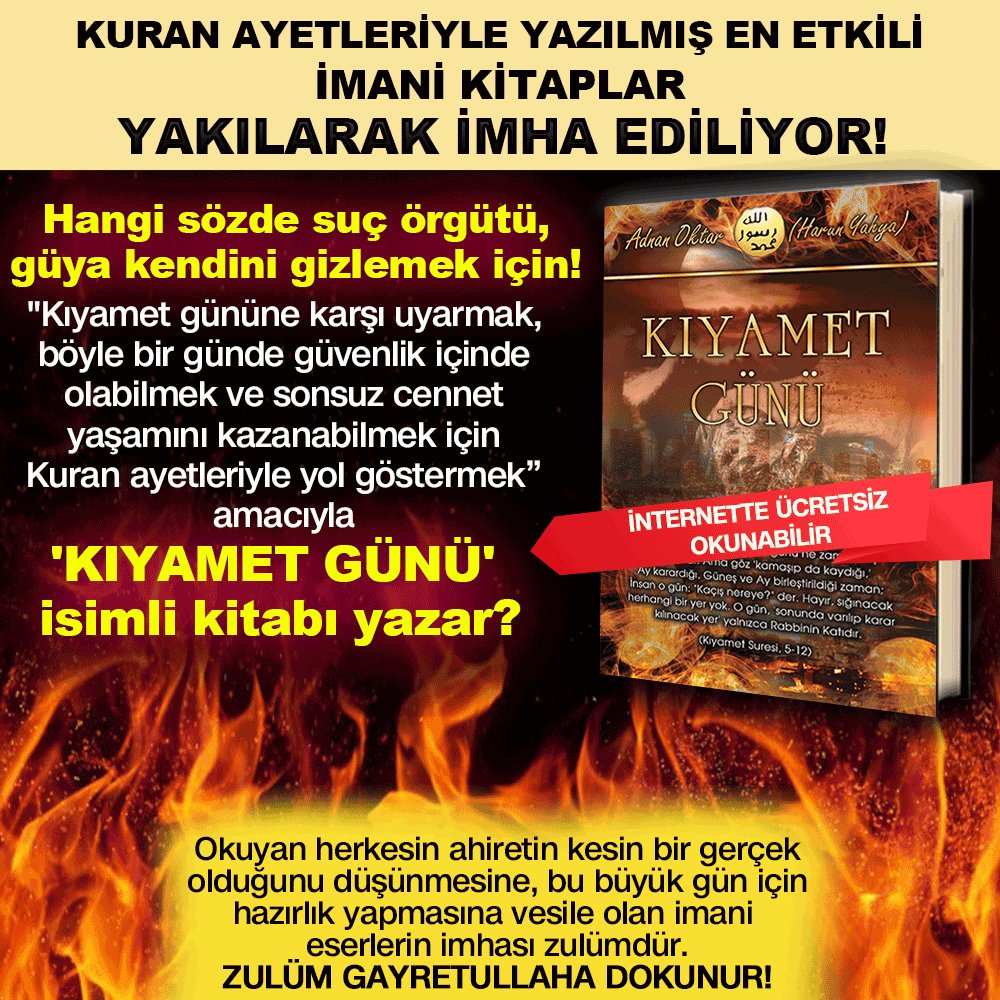 KURAN AYETLERİYLE YAZILMIŞ EN ETKİLİ
İMANİ KİTAPLAR
YAKILARAK İMHA EDİLİYOR!
Hangi sözde suç örgütü,
güya kendini gizlemek için!
"Kıyamet gününe karşı uyarmak,
böyle bir günde güvenlik içinde
olabilmek ve sonsuz cennet
yaşamını kazanabilmek için
Kuran ayetleriyle yol göstermek”
amacıyla
'KIYAMET GÜNÜ'
isimli kitabı yazar?
Adnan Oktar
الله
رسول
محمد
(Harun Yahya)
KIYAMET
GÜNÜ
İNTERNETTE ÜCRETSİZ
OKUNABİLİR
ne zaman
Ama göz 'kamaşıp da kaydığı,'
Ay karardığı, Güneş ve Ay birleştirildiği zaman;
İnsan o gün: "Kaçış nereye?" der. Hayır, sığınacak
herhangi bir yer yok. O gün, 'sonunda varılıp karar
kılınacak yer' yalnızca Rabbinin Katıdır.
(Kıyamet Suresi, 5-12)
Okuyan herkesin ahiretin kesin bir gerçek
olduğunu düşünmesine, bu büyük gün için
hazırlık yapmasına vesile olan imani
eserlerin imhası zulümdür.
ZULÜM GAYRETULLAHA DOKUNUR!